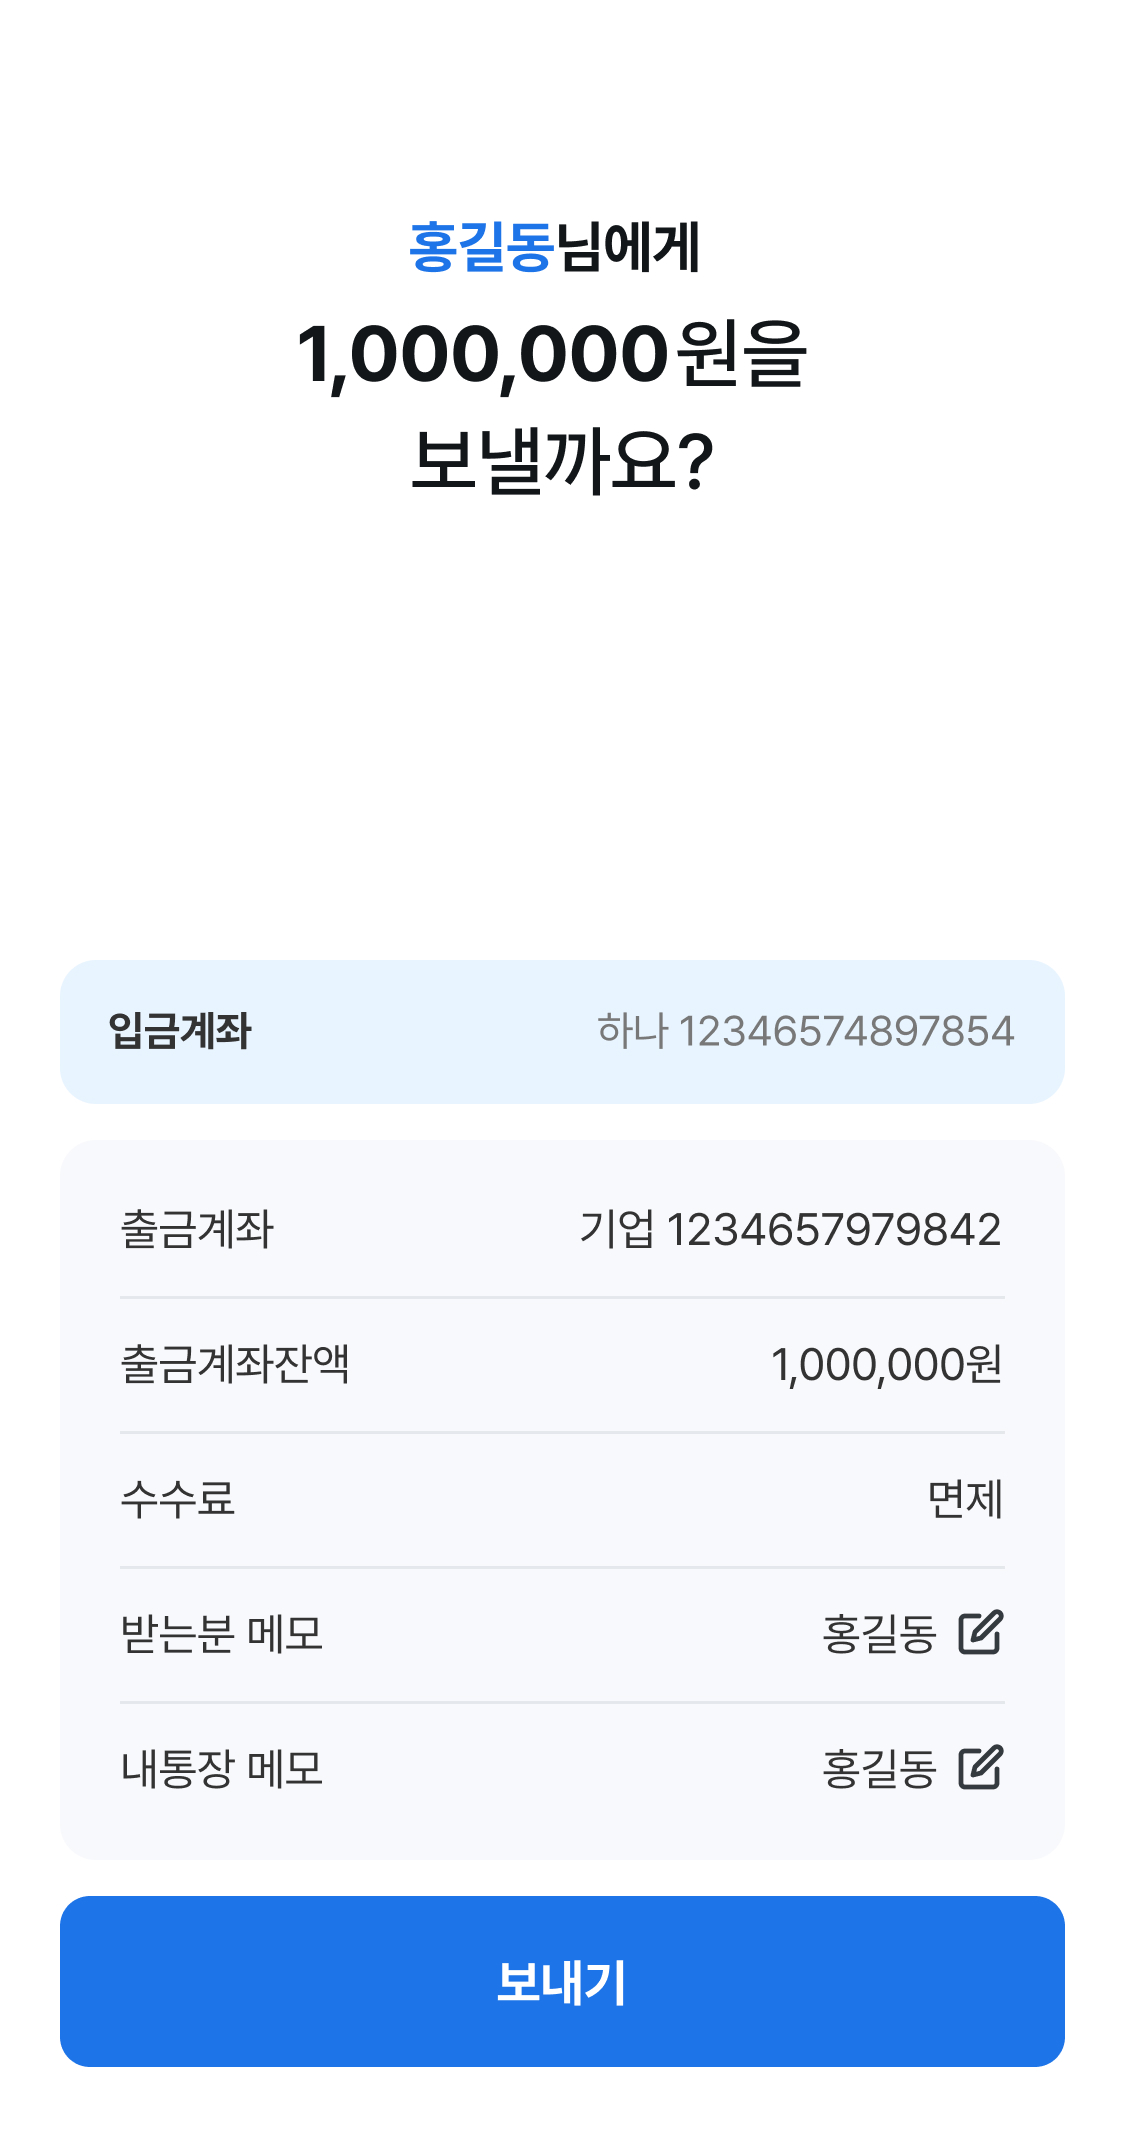 홍길동님에게
1,000,000원을
보낼까요?
입금계좌 하나 12346574897854
출금계좌 기업 1234657979842
출금계좌잔액 1,000,000원
수수료 면제
받는분 메모 홍길동
내통장 메모 홍길동
보내기